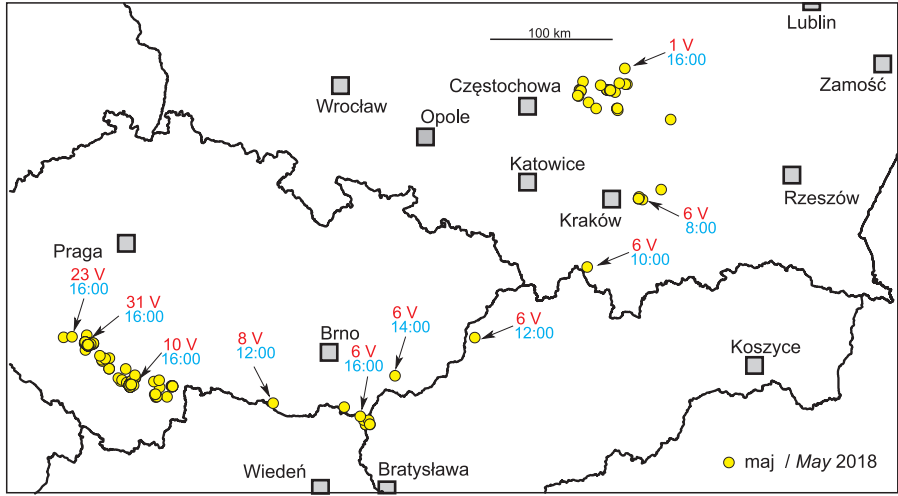 Lublin
100 km
1 V
16:00
Zamość
Częstochowa
Wrocław
Opole
Katowice
Rzeszów
Kraków
6 V
8:00
Praga
6 V
10:00
23 V
16:00
31 V
16:00
6 V
14:00
6 V
12:00
8 V
12:00
Brno
10 V
16:00
6 V
16:00
Koszyce
Wiedeń
Bratysława
maj / May 2018